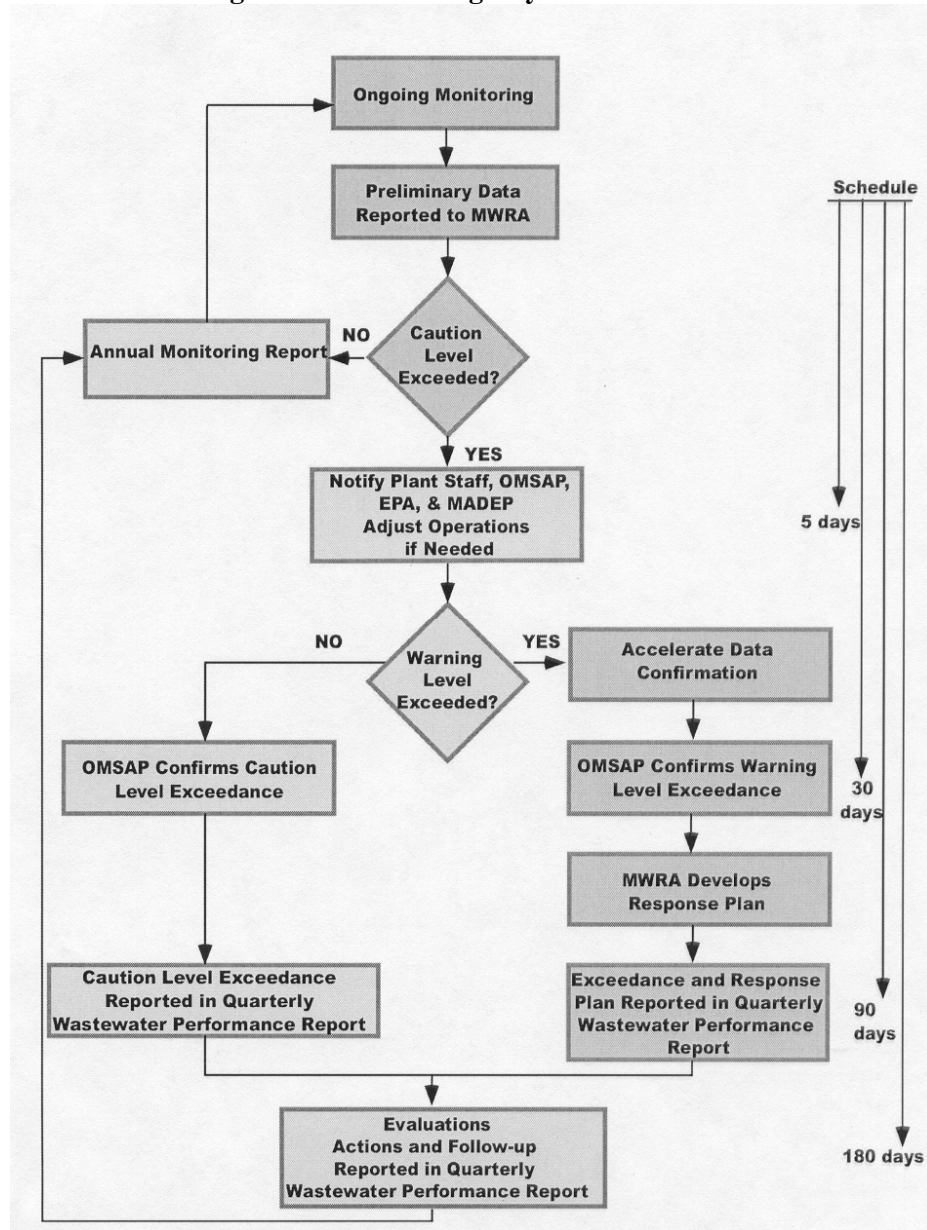 Ongoing Monitoring
Preliminary Data
Reported to MWRA
Schedule
Caution
Level
Exceeded?
NO
Annual Monitoring Report
YES
Notify Plant Staff, OMSAP,
EPA, & MADEP
Adjust Operations
if Needed
5 days
Warning
Level
Exceeded?
NO
YES
Accelerate Data
Confirmation
OMSAP Confirms Caution
Level Exceedance
OMSAP Confirms Warning
Level Exceedance
30
days
MWRA Develops
Response Plan
Caution Level Exceedance
Reported in Quarterly
Wastewater Performance Report
Exceedance and Response
Plan Reported in Quarterly
Wastewater Performance
Report
90
days
Evaluations
Actions and Follow-up
Reported in Quarterly
Wastewater Performance Report
180 days